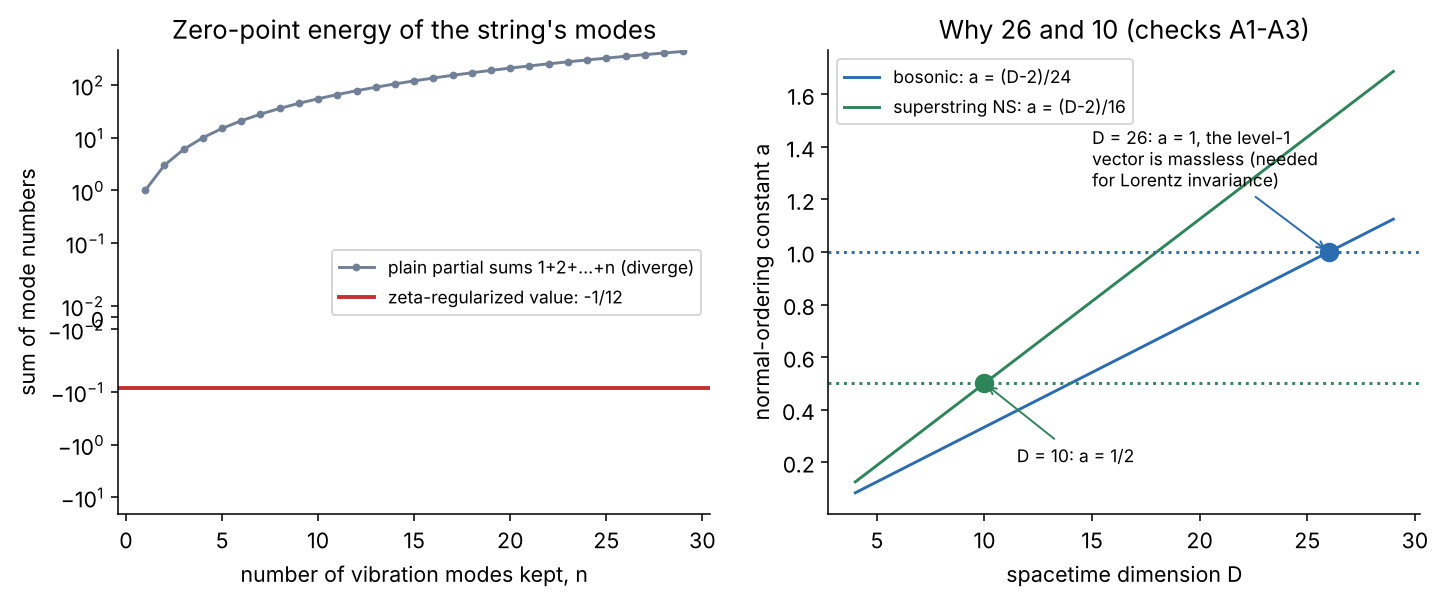 Zero-point energy of the string's modes
sum of mode numbers
10²
10¹
10⁰
10⁻¹
10⁻²
0
−10⁻²
−10⁻¹
−10⁰
−10¹
plain partial sums 1+2+...+n (diverge)
zeta-regularized value: -1/12
0 5 10 15 20 25 30
number of vibration modes kept, n
Why 26 and 10 (checks A1-A3)
normal-ordering constant a
bosonic: a = (D-2)/24
superstring NS: a = (D-2)/16
1.6
1.4
1.2
1.0
0.8
0.6
0.4
0.2
D = 26: a = 1, the level-1
vector is massless (needed
for Lorentz invariance)
D = 10: a = 1/2
5 10 15 20 25 30
spacetime dimension D